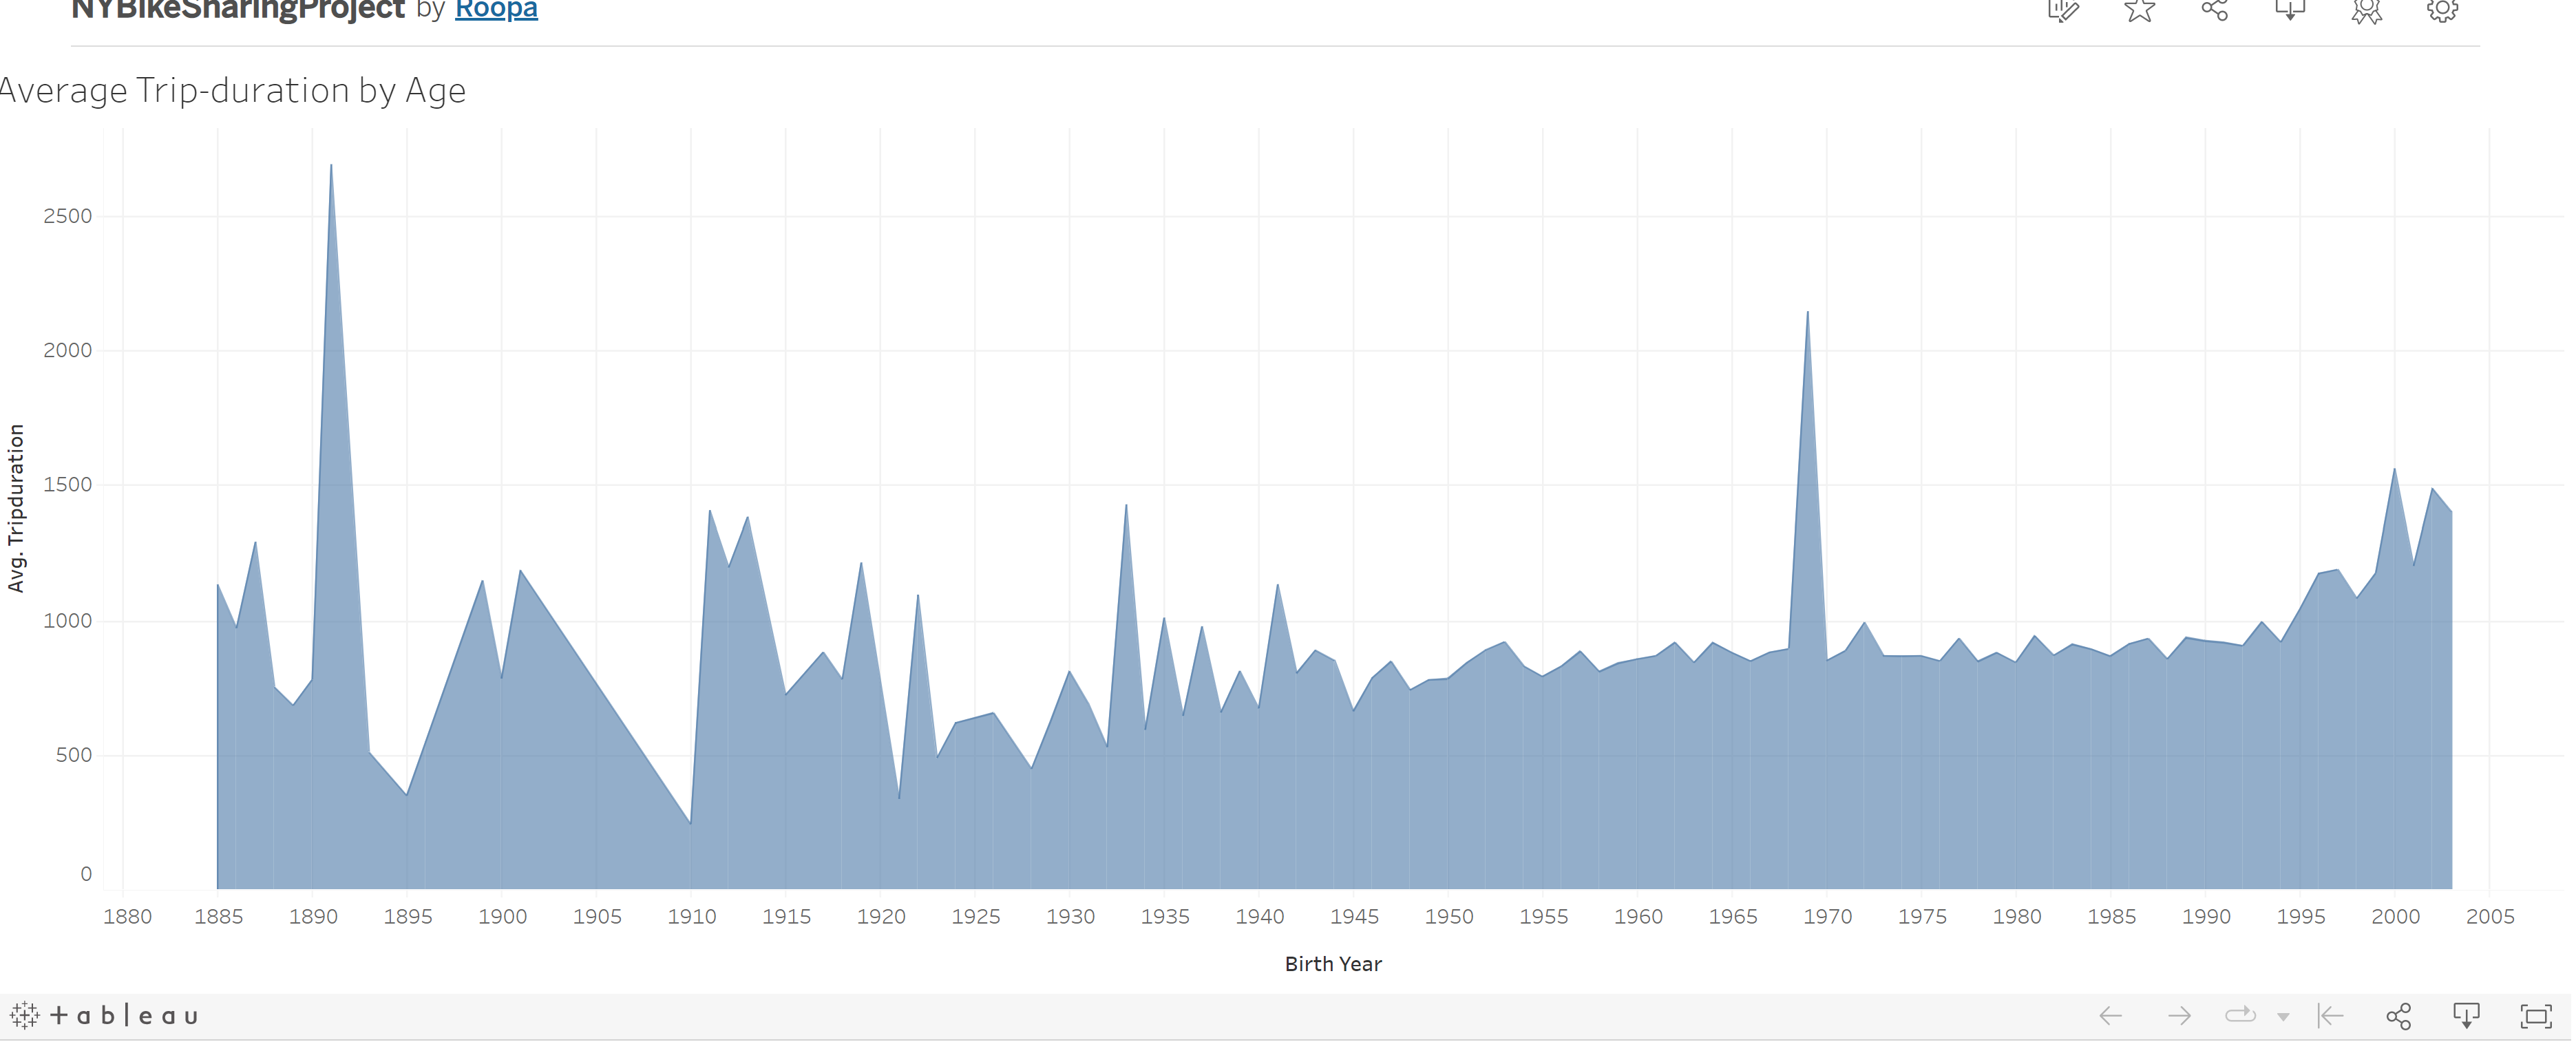 NYBikeSharingProject by Roopa
Average Trip-duration by Age
2500
2000
1500
1000
500
0
Avg. Tripduration
1880 1885 1890 1895 1900 1905 1910 1915 1920 1925 1930 1935 1940 1945 1950 1955 1960 1965 1970 1975 1980 1985 1990 1995 2000 2005
Birth Year
+ableau